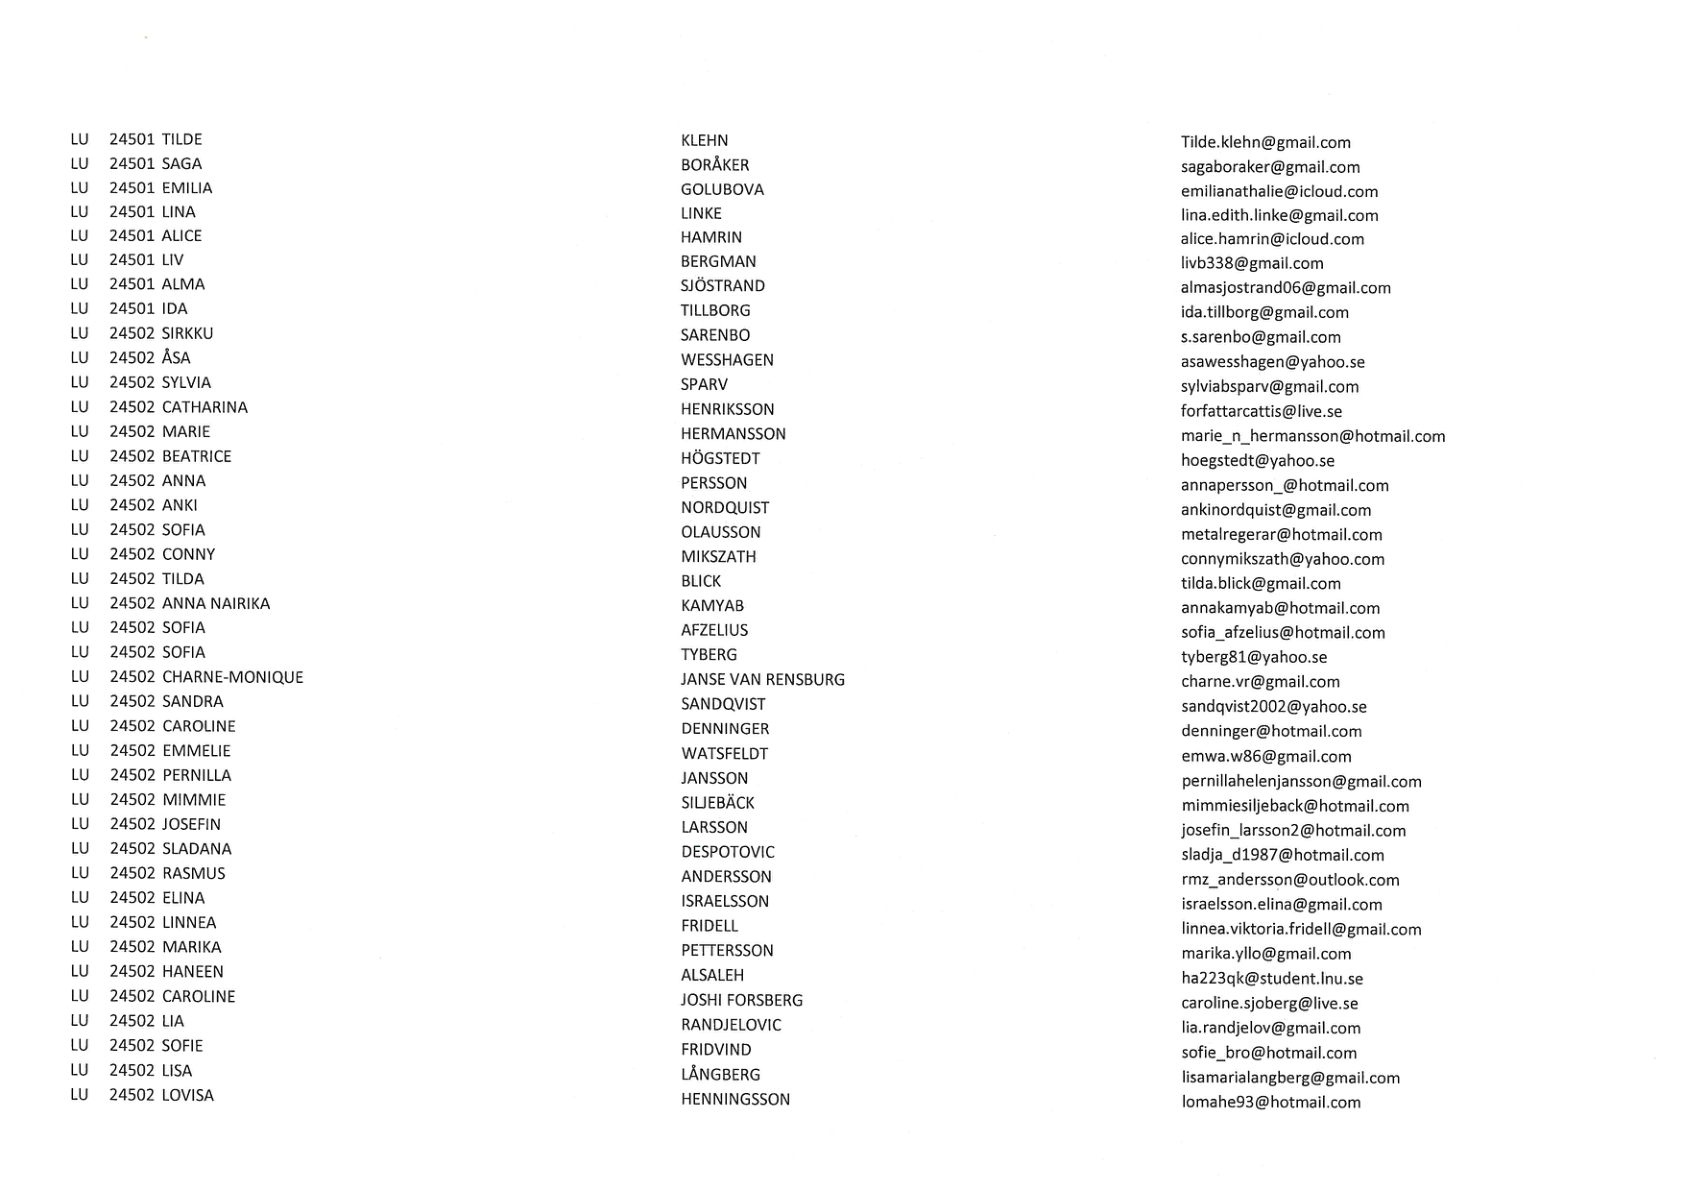 LU 24501 TILDE KLEHN Tilde.klehn@gmail.com
LU 24501 SAGA BORÅKER sagaboraker@gmail.com
LU 24501 EMILIA GOLUBOVA emilianathalie@icloud.com
LU 24501 LINA LINKE lina.edith.linke@gmail.com
LU 24501 ALICE HAMRIN alice.hamrin@icloud.com
LU 24501 LIV BERGMAN livb338@gmail.com
LU 24501 ALMA SJÖSTRAND almasjostrand06@gmail.com
LU 24501 IDA TILLBORG ida.tillborg@gmail.com
LU 24502 SIRKKU SARENBO s.sarenbo@gmail.com
LU 24502 ÅSA WESSHAGEN asawesshagen@yahoo.se
LU 24502 SYLVIA SPARV sylviabsparv@gmail.com
LU 24502 CATHARINA HENRIKSSON forfattarcattis@live.se
LU 24502 MARIE HERMANSSON marie_n_hermansson@hotmail.com
LU 24502 BEATRICE HÖGSTEDT hoegstedt@yahoo.se
LU 24502 ANNA PERSSON annapersson_@hotmail.com
LU 24502 ANKI NORDQUIST ankinordquist@gmail.com
LU 24502 SOFIA OLAUSSON metalregerar@hotmail.com
LU 24502 CONNY MIKSZATH connymikszath@yahoo.com
LU 24502 TILDA BLICK tilda.blick@gmail.com
LU 24502 ANNA NAIRIKA KAMYAB annakamyab@hotmail.com
LU 24502 SOFIA AFZELIUS sofia_afzelius@hotmail.com
LU 24502 SOFIA TYBERG tyberg81@yahoo.se
LU 24502 CHARNE-MONIQUE JANSE VAN RENSBURG charne.vr@gmail.com
LU 24502 SANDRA SANDQVIST sandqvist2002@yahoo.se
LU 24502 CAROLINE DENNINGER denninger@hotmail.com
LU 24502 EMMELIE WATSFELDT emwa.w86@gmail.com
LU 24502 PERNILLA JANSSON pernillahelenjansson@gmail.com
LU 24502 MIMMIE SILJEBÄCK mimmiesiljeback@hotmail.com
LU 24502 JOSEFIN LARSSON josefin_larsson2@hotmail.com
LU 24502 SLADANA DESPOTOVIC sladja_d1987@hotmail.com
LU 24502 RASMUS ANDERSSON rmz_andersson@outlook.com
LU 24502 ELINA ISRAELSSON israelsson.elina@gmail.com
LU 24502 LINNEA FRIDELL linnea.viktoria.fridell@gmail.com
LU 24502 MARIKA PETTERSSON marika.yllo@gmail.com
LU 24502 HANEEN ALSALEH ha223qk@student.lnu.se
LU 24502 CAROLINE JOSHI FORSBERG caroline.sjoberg@live.se
LU 24502 LIA RANDJELOVIC lia.randjelov@gmail.com
LU 24502 SOFIE FRIDVIND sofie_bro@hotmail.com
LU 24502 LISA LÅNGBERG lisamarialangberg@gmail.com
LU 24502 LOVISA HENNINGSSON lomahe93@hotmail.com